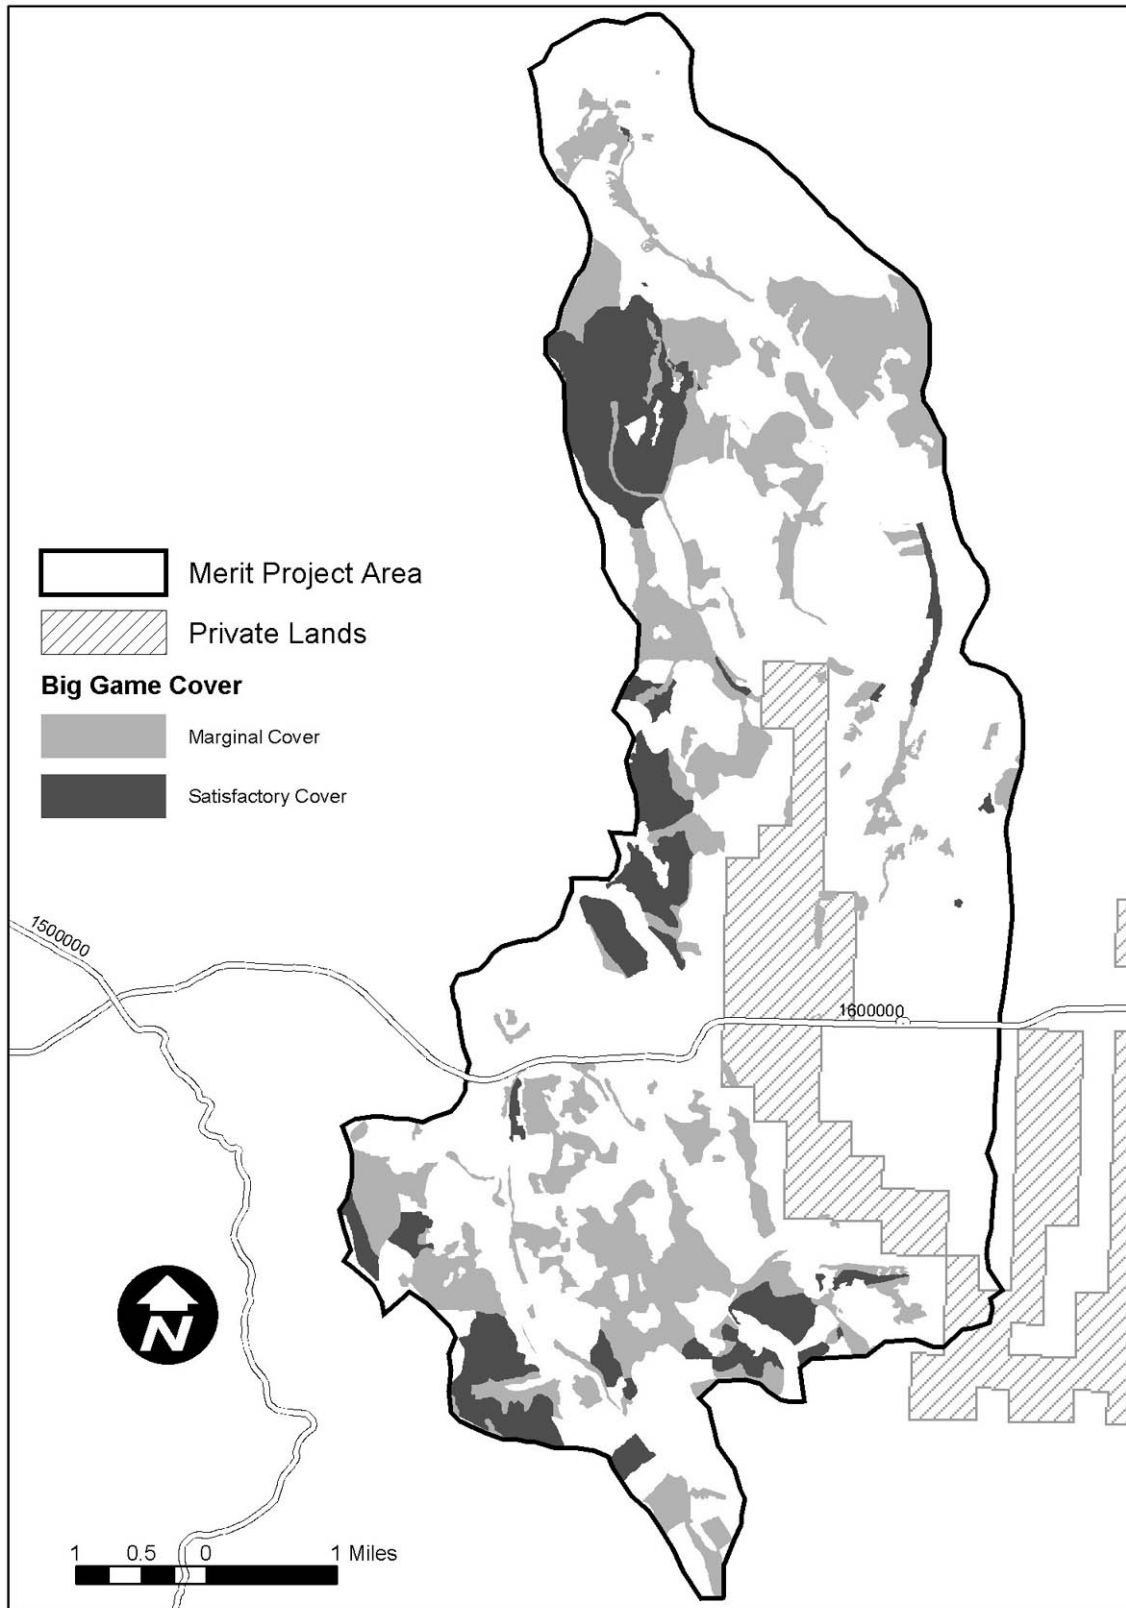 Merit Project Area
Private Lands
Big Game Cover
Marginal Cover
Satisfactory Cover
1500000
1600000
N
1 0.5 0 1 Miles